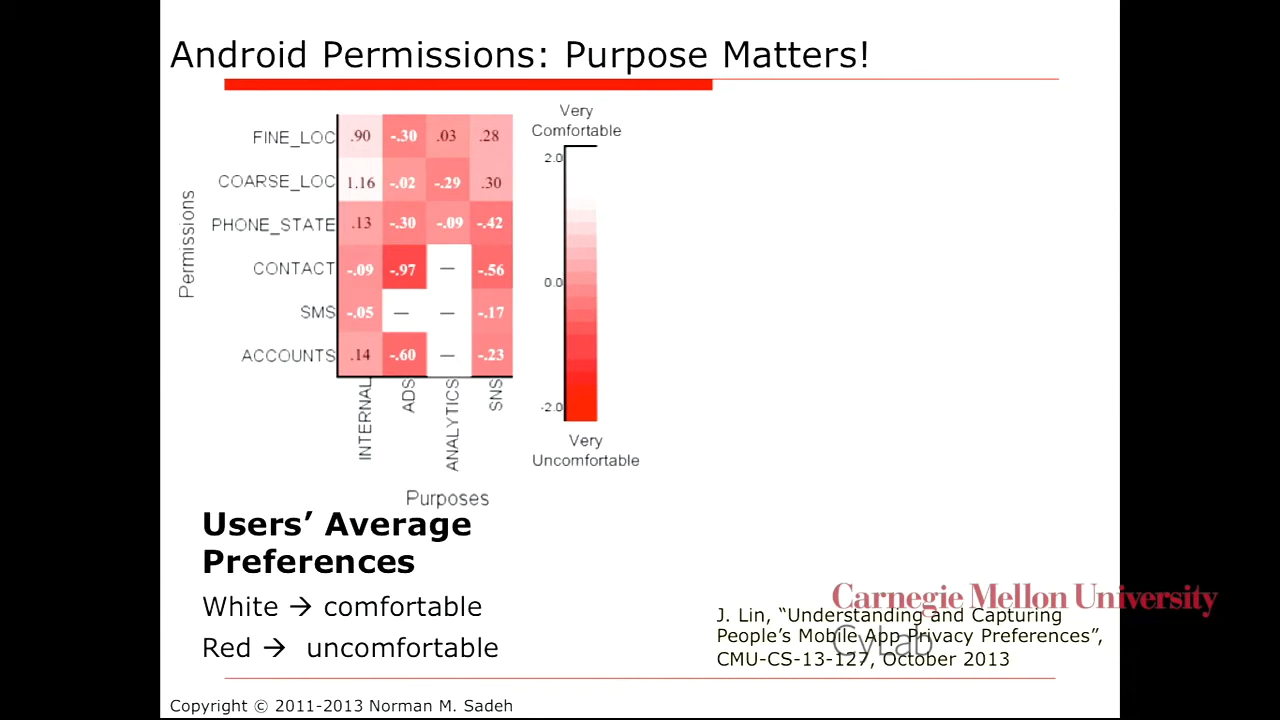 Android Permissions: Purpose Matters!
Very
Comfortable
FINE_LOC .90 -.30 .03 .28
2.0
COARSE_LOC 1.16 -.02 -.29 .30
PHONE_STATE .13 -.30 -.09 -.42
Permissions
CONTACT -.09 -.97 — -.56
0.0
SMS -.05 — — -.17
ACCOUNTS .14 -.60 — -.23
INTERNAL ADS ANALYTICS SNS
-2.0
Very
Uncomfortable
Purposes
Users’ Average
Preferences
White → comfortable
Red → uncomfortable
Carnegie Mellon University
CyLab
J. Lin, “Understanding and Capturing
People’s Mobile App Privacy Preferences”,
CMU-CS-13-127, October 2013
Copyright © 2011-2013 Norman M. Sadeh